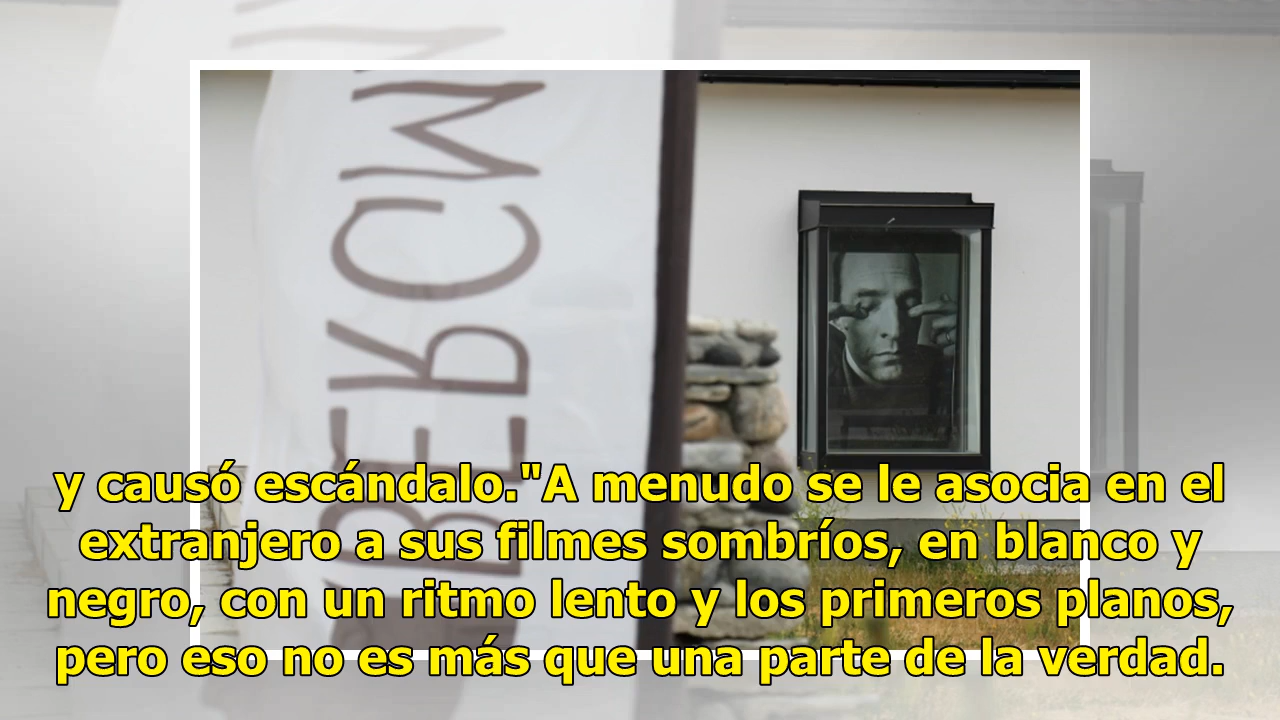 BERGM
y causó escándalo."A menudo se le asocia en el
extranjero a sus filmes sombríos, en blanco y
negro, con un ritmo lento y los primeros planos,
pero eso no es más que una parte de la verdad.